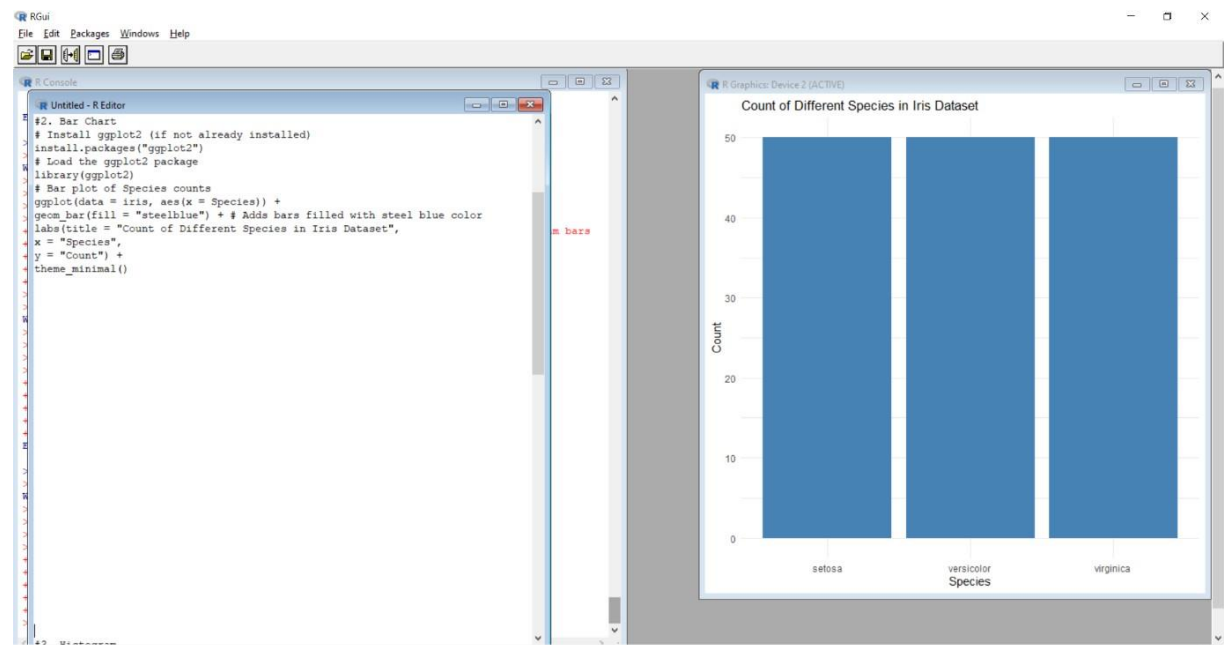 RGui
File Edit Packages Windows Help
R Console
Untitled - R Editor
#2. Bar Chart
# Install ggplot2 (if not already installed)
install.packages("ggplot2")
# Load the ggplot2 package
library(ggplot2)
# Bar plot of Species counts
ggplot(data = iris, aes(x = Species)) +
geom_bar(fill = "steelblue") + # Adds bars filled with steel blue color
labs(title = "Count of Different Species in Iris Dataset",
x = "Species",
y = "Count") +
theme_minimal()
bars
R Graphics: Device 2 (ACTIVE)
Count of Different Species in Iris Dataset
50
40
30
20
10
0
Count
setosa versicolor virginica
Species